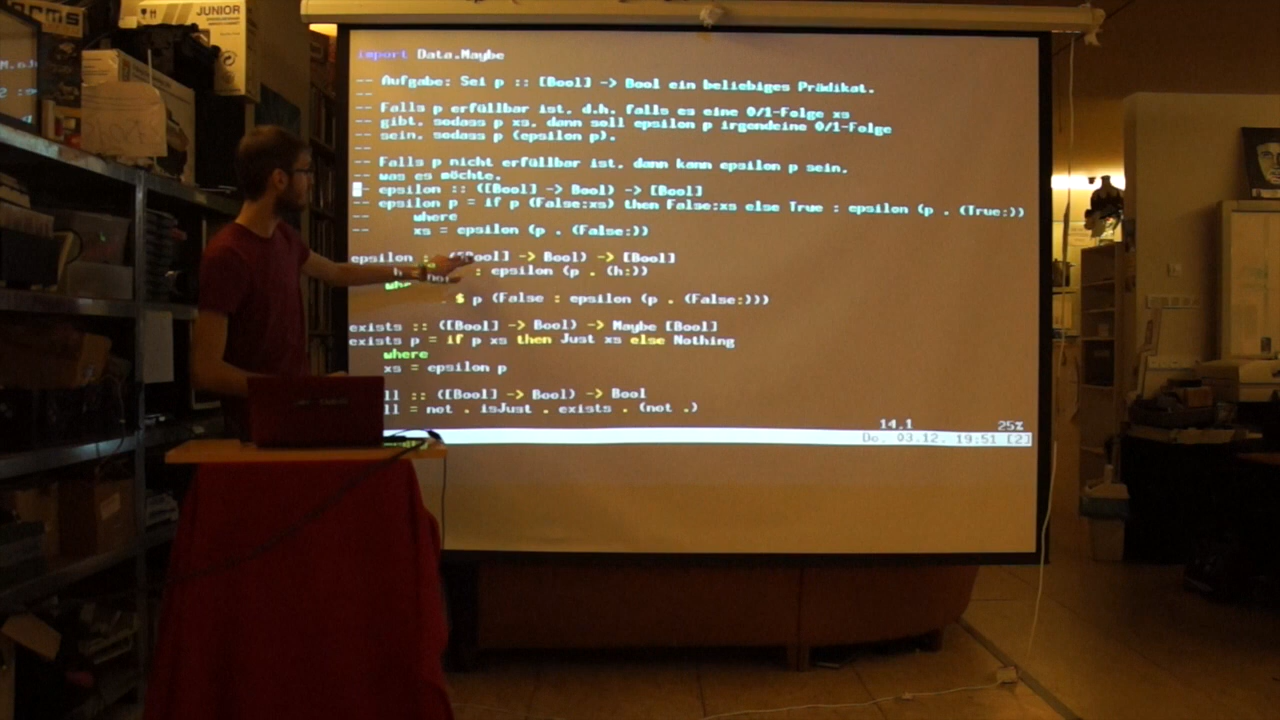 JUNIOR
import Data.Maybe
-- Aufgabe: Sei p :: [Bool] -> Bool ein beliebiges Prädikat.
--
-- Falls p erfüllbar ist, d.h. falls es eine 0/1-Folge xs
-- gibt, sodass p xs, dann soll epsilon p irgendeine 0/1-Folge
-- sein, sodass p (epsilon p).
--
-- Falls p nicht erfüllbar ist, dann kann epsilon p sein,
-- was es möchte.
- epsilon :: ([Bool] -> Bool) -> [Bool]
-- epsilon p = if p (False:xs) then False:xs else True : epsilon (p . (True:))
-- where
-- xs = epsilon (p . (False:))
epsilon : ([Bool] -> Bool) -> [Bool]
h : epsilon (p . (h:))
not $ p (False : epsilon (p . (False:)))
exists :: ([Bool] -> Bool) -> Maybe [Bool]
exists p = if p xs then Just xs else Nothing
where
xs = epsilon p
ll :: ([Bool] -> Bool) -> Bool
ll = not . isJust . exists . (not .)
14,1 25%
Do. 03.12. 19:51 [2]